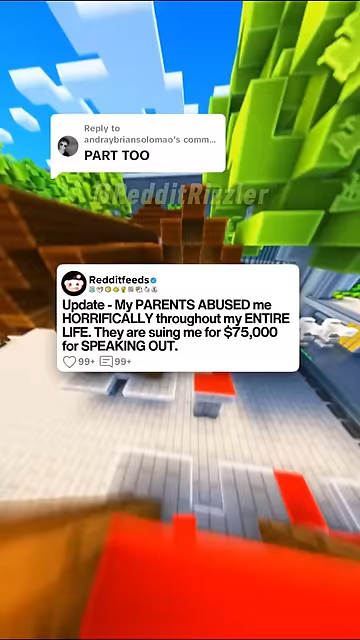 Reply to
andraybriansolomao's comm...
PART TOO
@RedditRizzler
Redditfeeds
Update - My PARENTS ABUSED me
HORRIFICALLY throughout my ENTIRE
LIFE. They are suing me for $75,000
for SPEAKING OUT.
99+ 99+